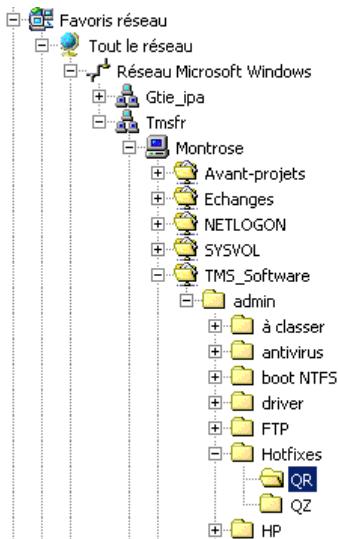 Favoris réseau
Tout le réseau
Réseau Microsoft Windows
Gtie_ipa
Tmsfr
Montrose
Avant-projets
Echanges
NETLOGON
SYSVOL
TMS_Software
admin
à classer
antivirus
boot NTFS
driver
FTP
Hotfixes
QR
QZ
HP